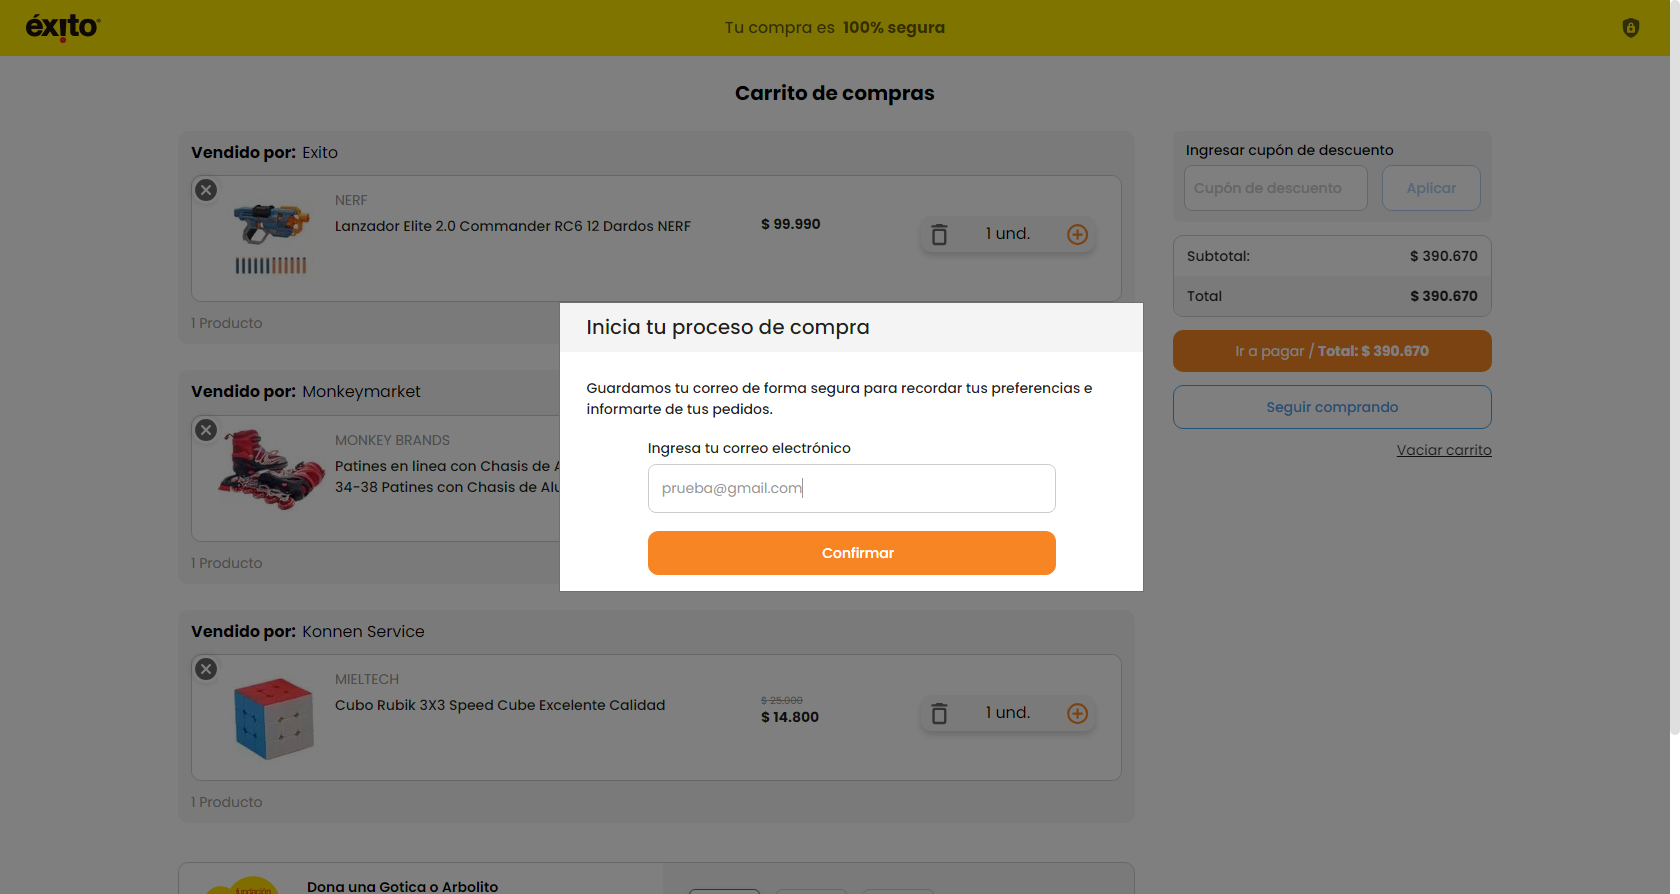 éxito
Tu compra es 100% segura
Carrito de compras
Vendido por: Exito
NERF
Lanzador Elite 2.0 Commander RC6 12 Dardos NERF
$ 99.990
1 und.
1 Producto
Ingresar cupón de descuento
Cupón de descuento
Aplicar
Subtotal:
$ 390.670
Total
$ 390.670
Ir a pagar / Total: $ 390.670
Seguir comprando
Vaciar carrito
Inicia tu proceso de compra
Guardamos tu correo de forma segura para recordar tus preferencias e
informarte de tus pedidos.
Ingresa tu correo electrónico
prueba@gmail.com
Confirmar
Vendido por: Monkeymarket
MONKEY BRANDS
Patines en linea con Chasis de A
34-38 Patines con Chasis de Alu
1 Producto
Vendido por: Konnen Service
MIELTECH
Cubo Rubik 3X3 Speed Cube Excelente Calidad
$ 25.000
$ 14.800
1 und.
1 Producto
fundación
Dona una Gotica o Arbolito